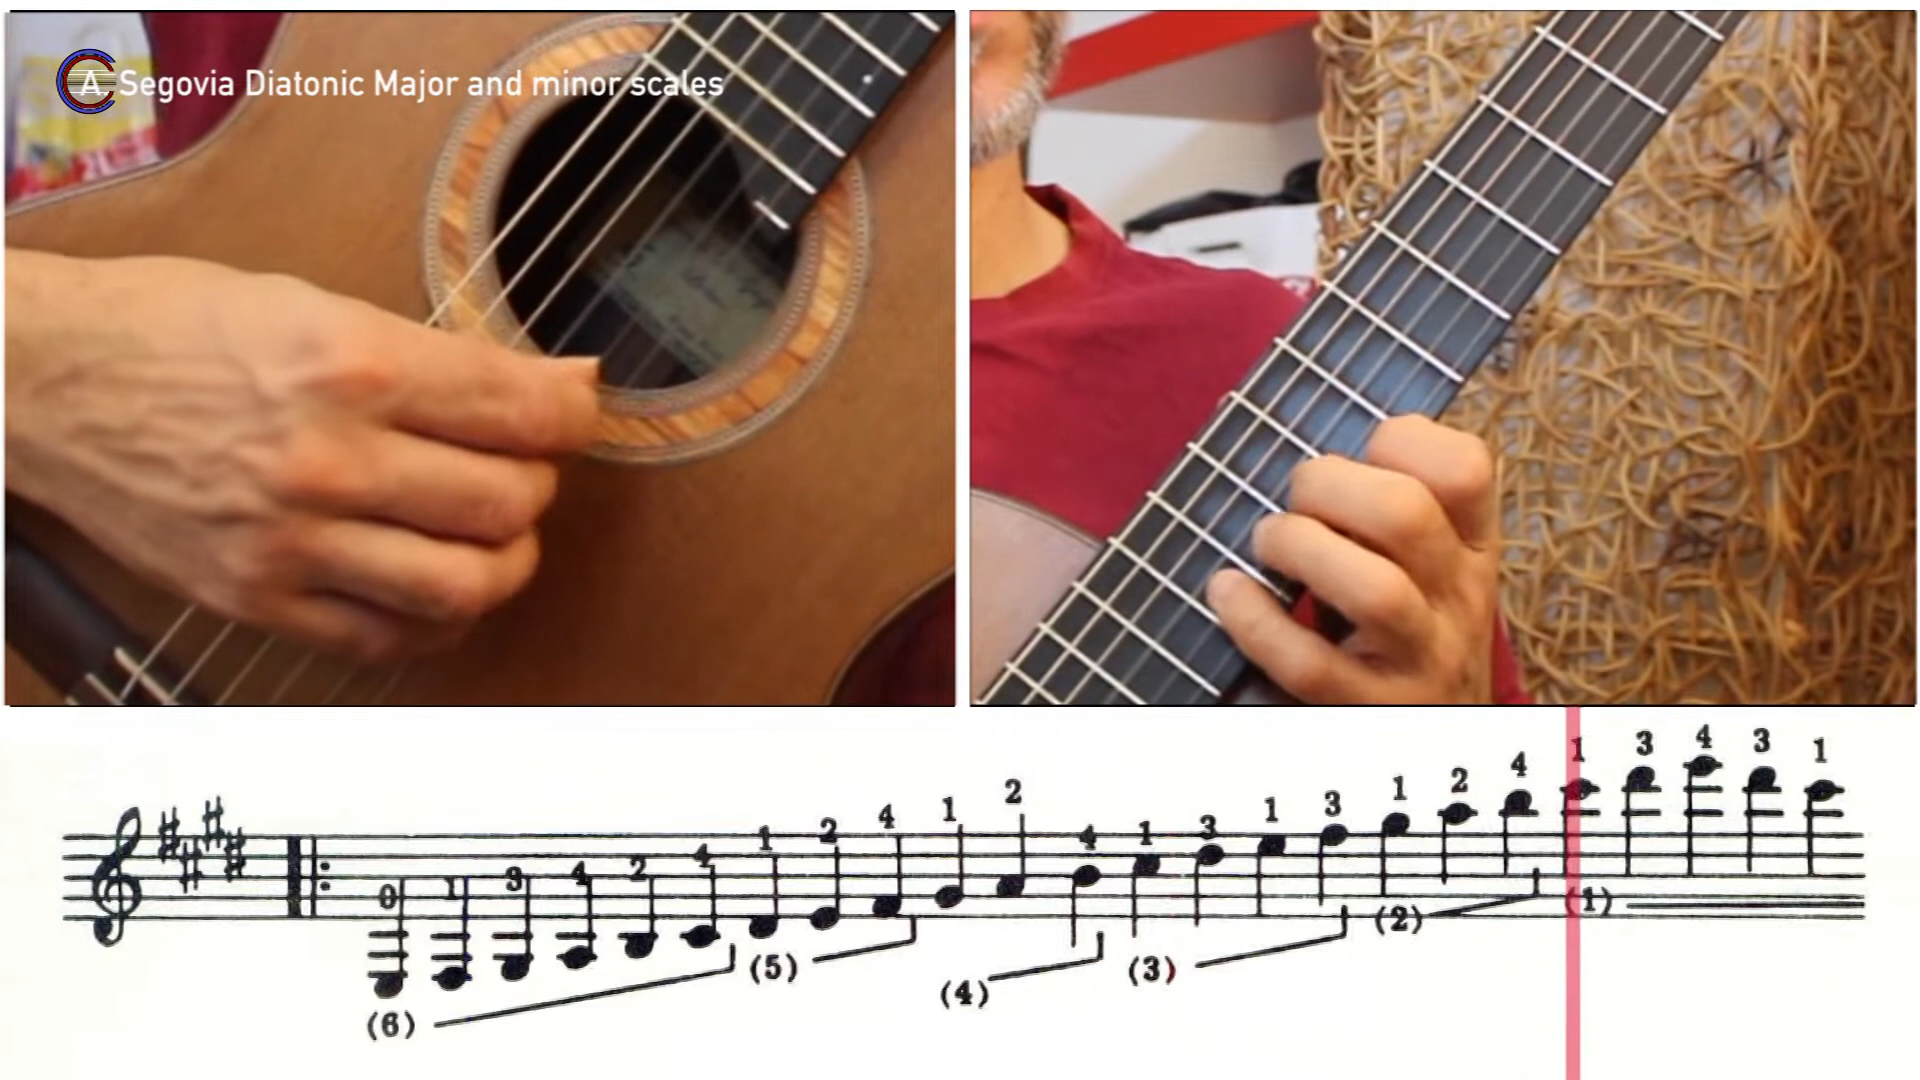 A. Segovia Diatonic Major and minor scales
0 1 3 4 2 4 1 2 4 1 2 4 1 3 1 3 1 2 4 1 3 4 3 1
(6) (5) (4) (3) (2) (1)